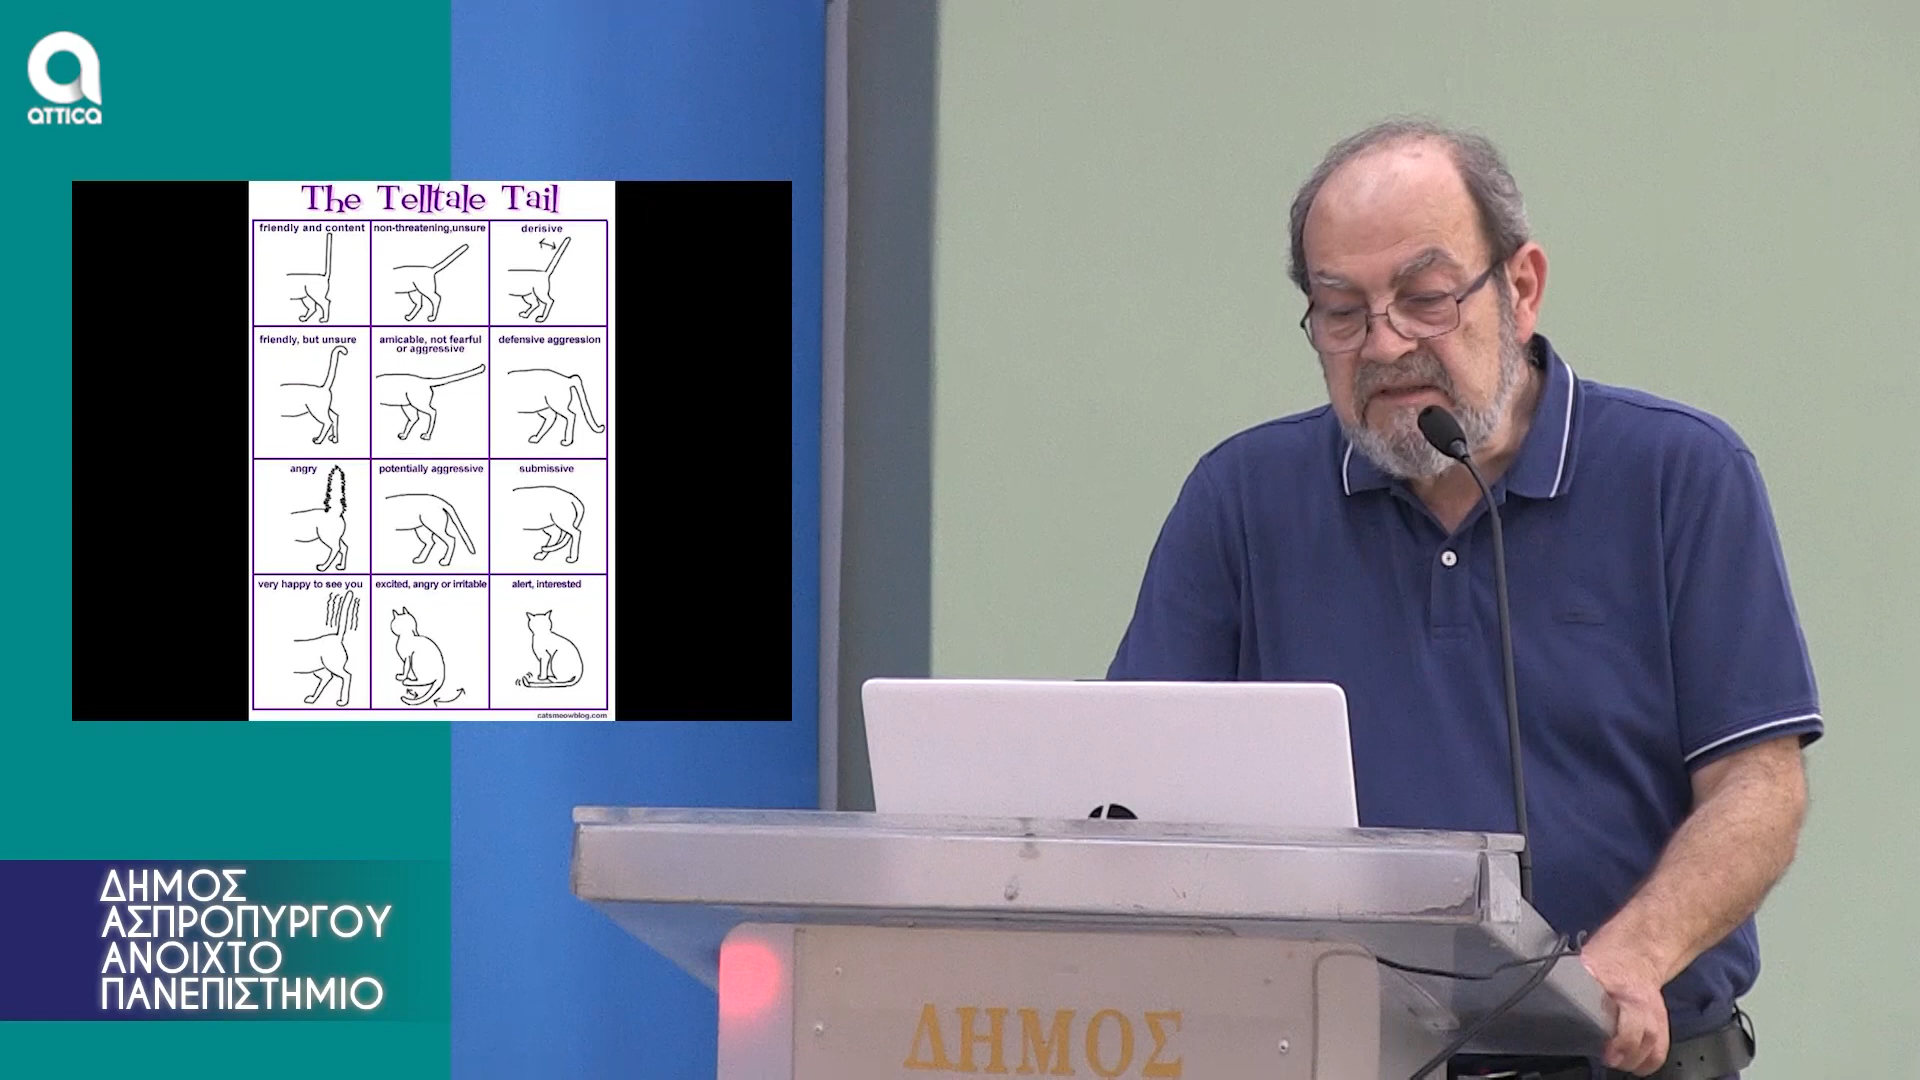 aттica
The Telltale Tail
friendly and content
non-threatening,unsure
derisive
friendly, but unsure
amicable, not fearful
or aggressive
defensive aggression
angry
potentially aggressive
submissive
very happy to see you
excited, angry or irritable
alert, interested
catsmeowblog.com
ΔΗΜΟΣ
ΑΣΠΡΟΠΥΡΓΟΥ
ΑΝΟΙΧΤΟ
ΠΑΝΕΠΙΣΤΗΜΙΟ
ΔΗΜΟΣ